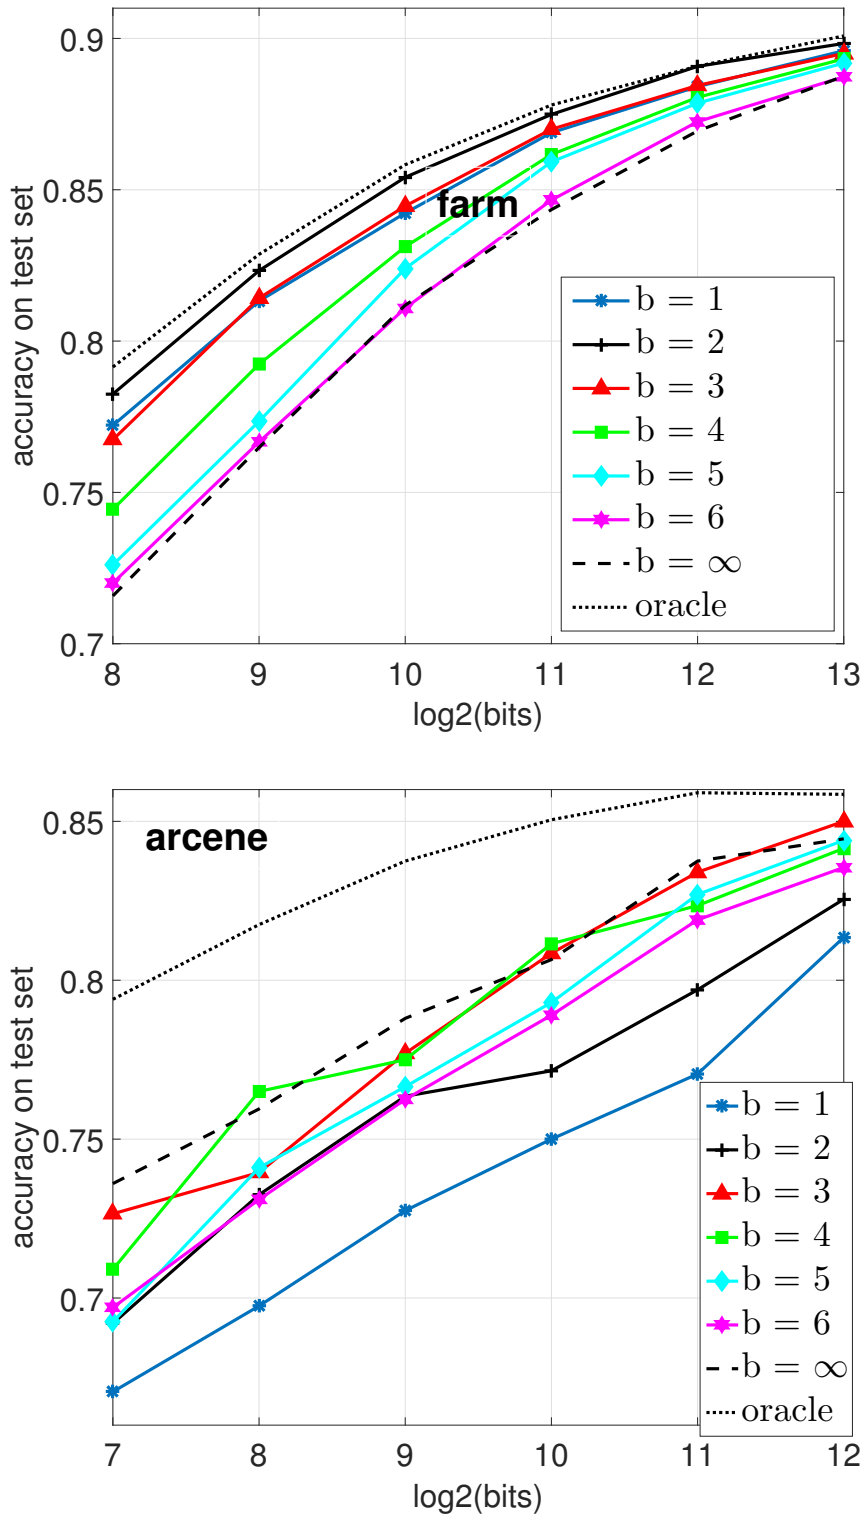 0.9
0.85
0.8
0.75
0.7
accuracy on test set
farm
b = 1
b = 2
b = 3
b = 4
b = 5
b = 6
b = ∞
oracle
8 9 10 11 12 13
log2(bits)
0.85
0.8
0.75
0.7
accuracy on test set
arcene
b = 1
b = 2
b = 3
b = 4
b = 5
b = 6
b = ∞
oracle
7 8 9 10 11 12
log2(bits)